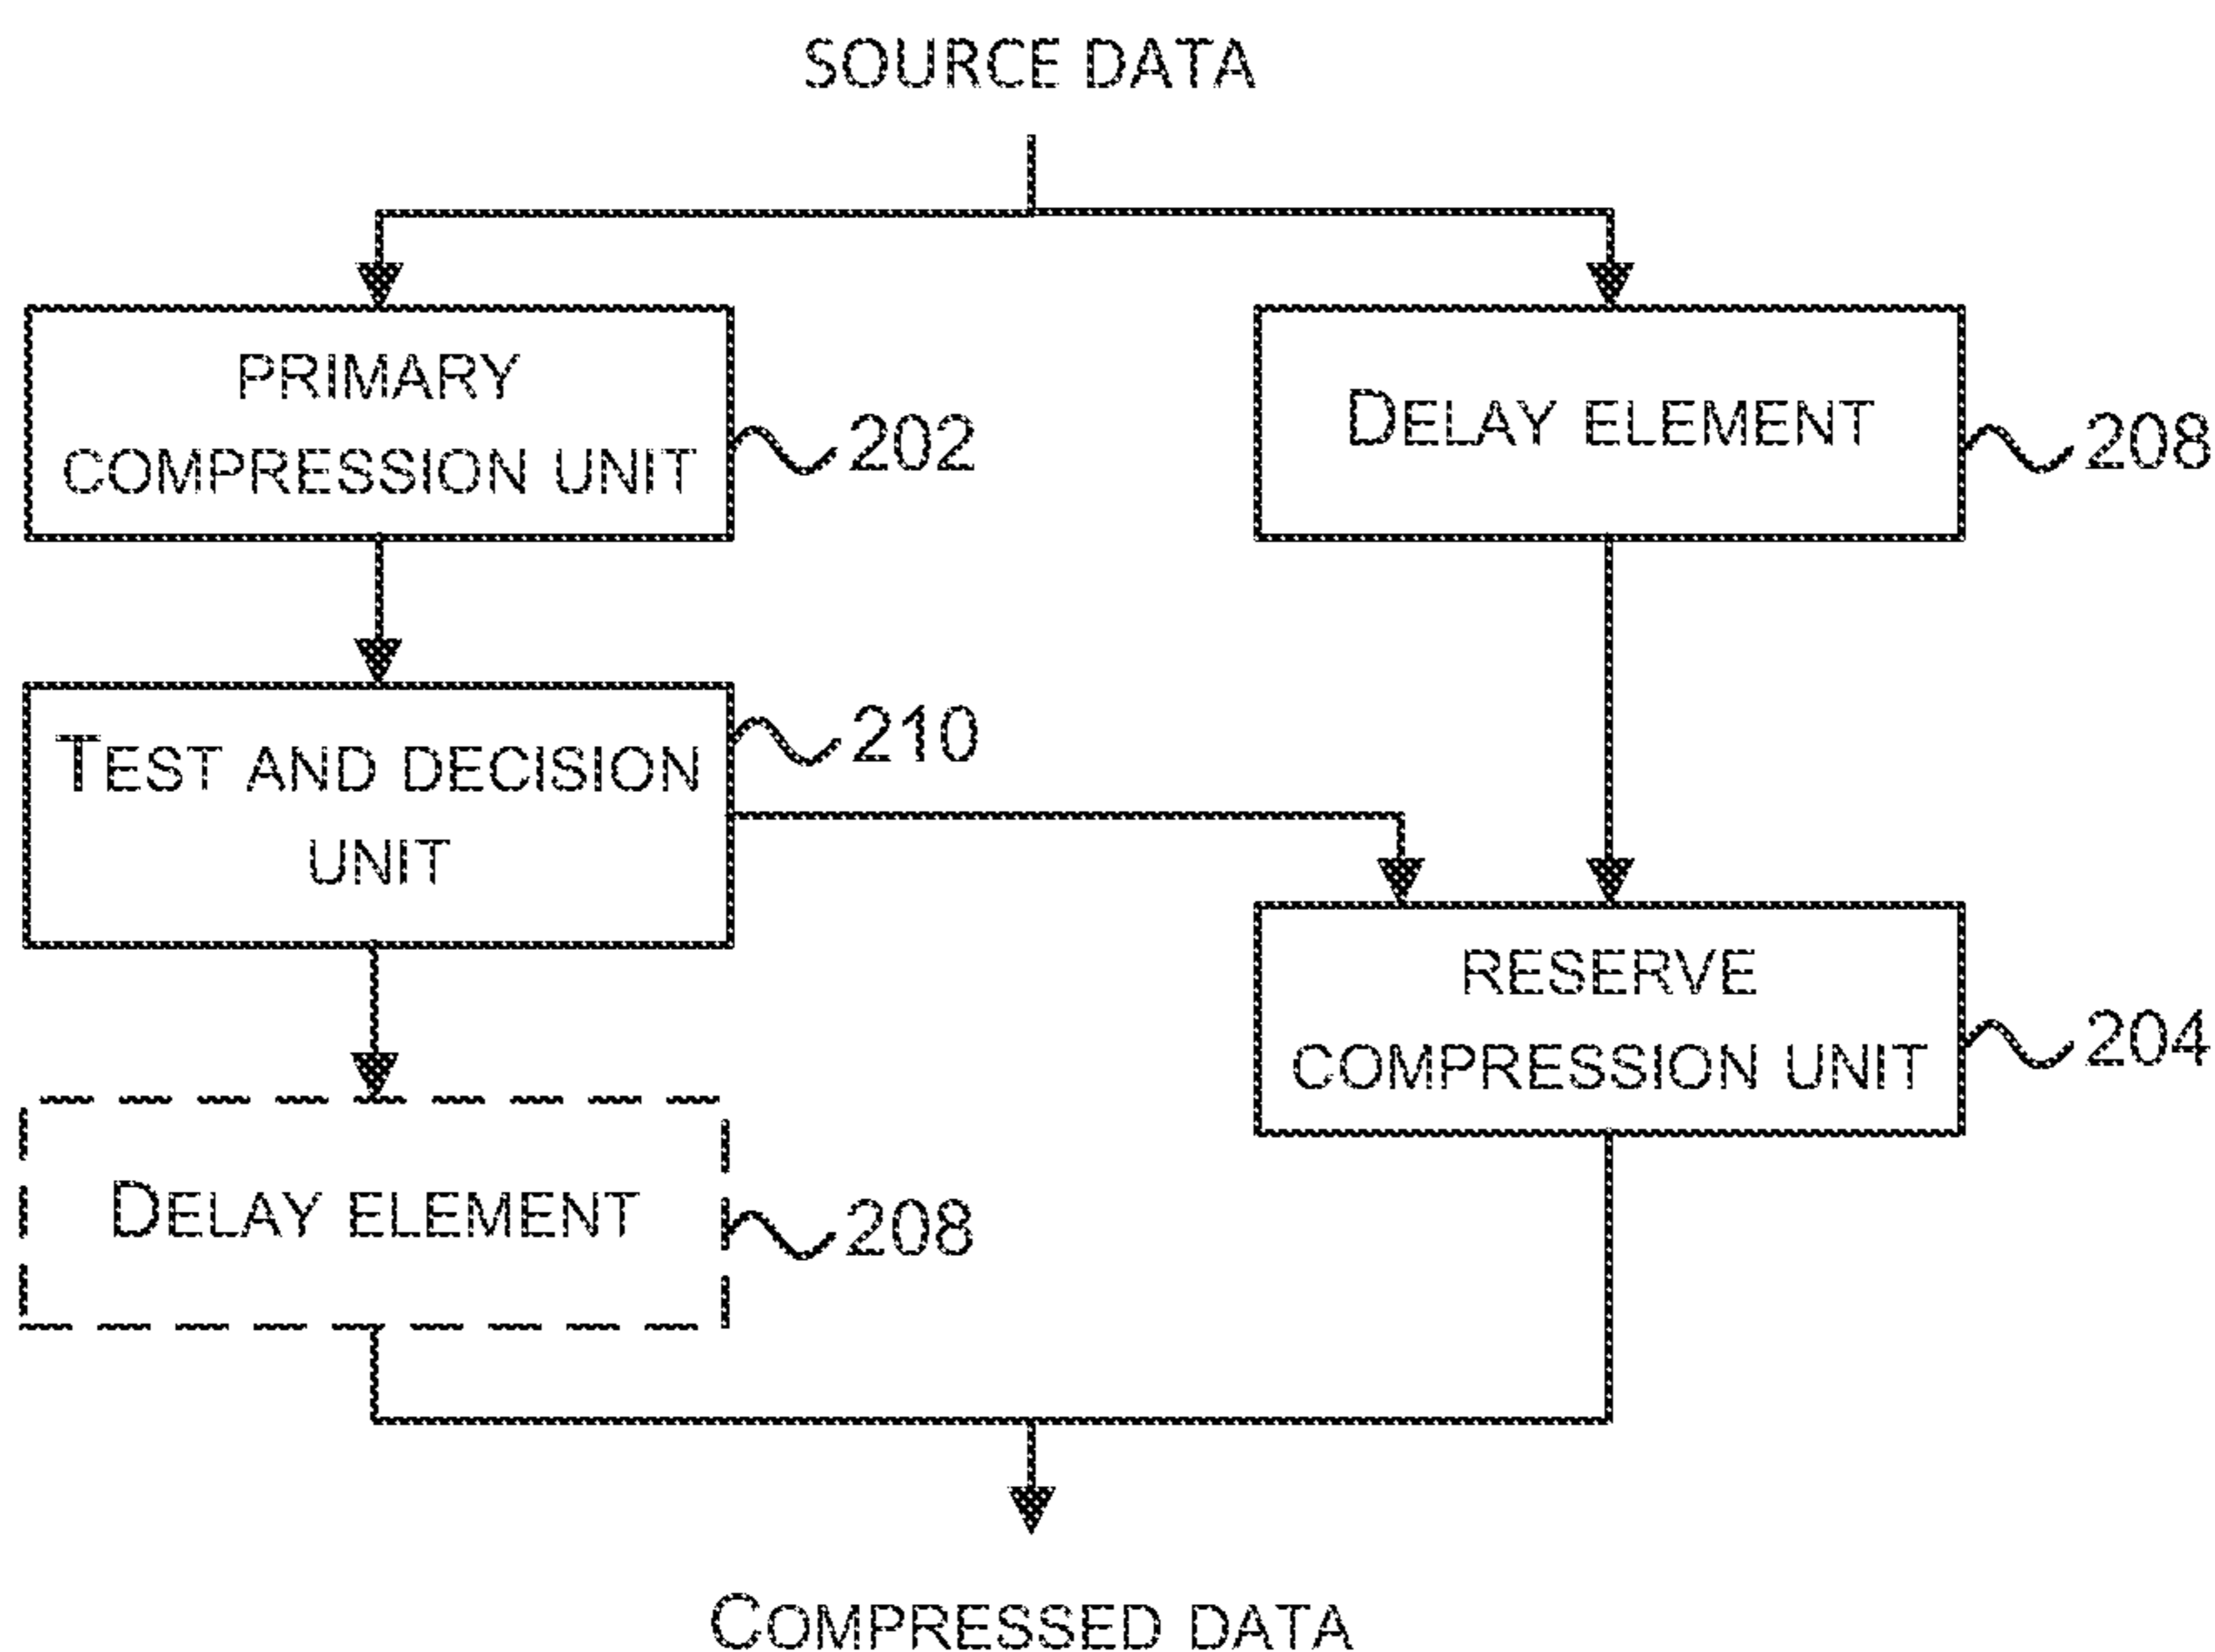 SOURCE DATA
PRIMARY
COMPRESSION UNIT
202
DELAY ELEMENT
208
TEST AND DECISION
UNIT
210
RESERVE
COMPRESSION UNIT
204
DELAY ELEMENT
208
COMPRESSED DATA